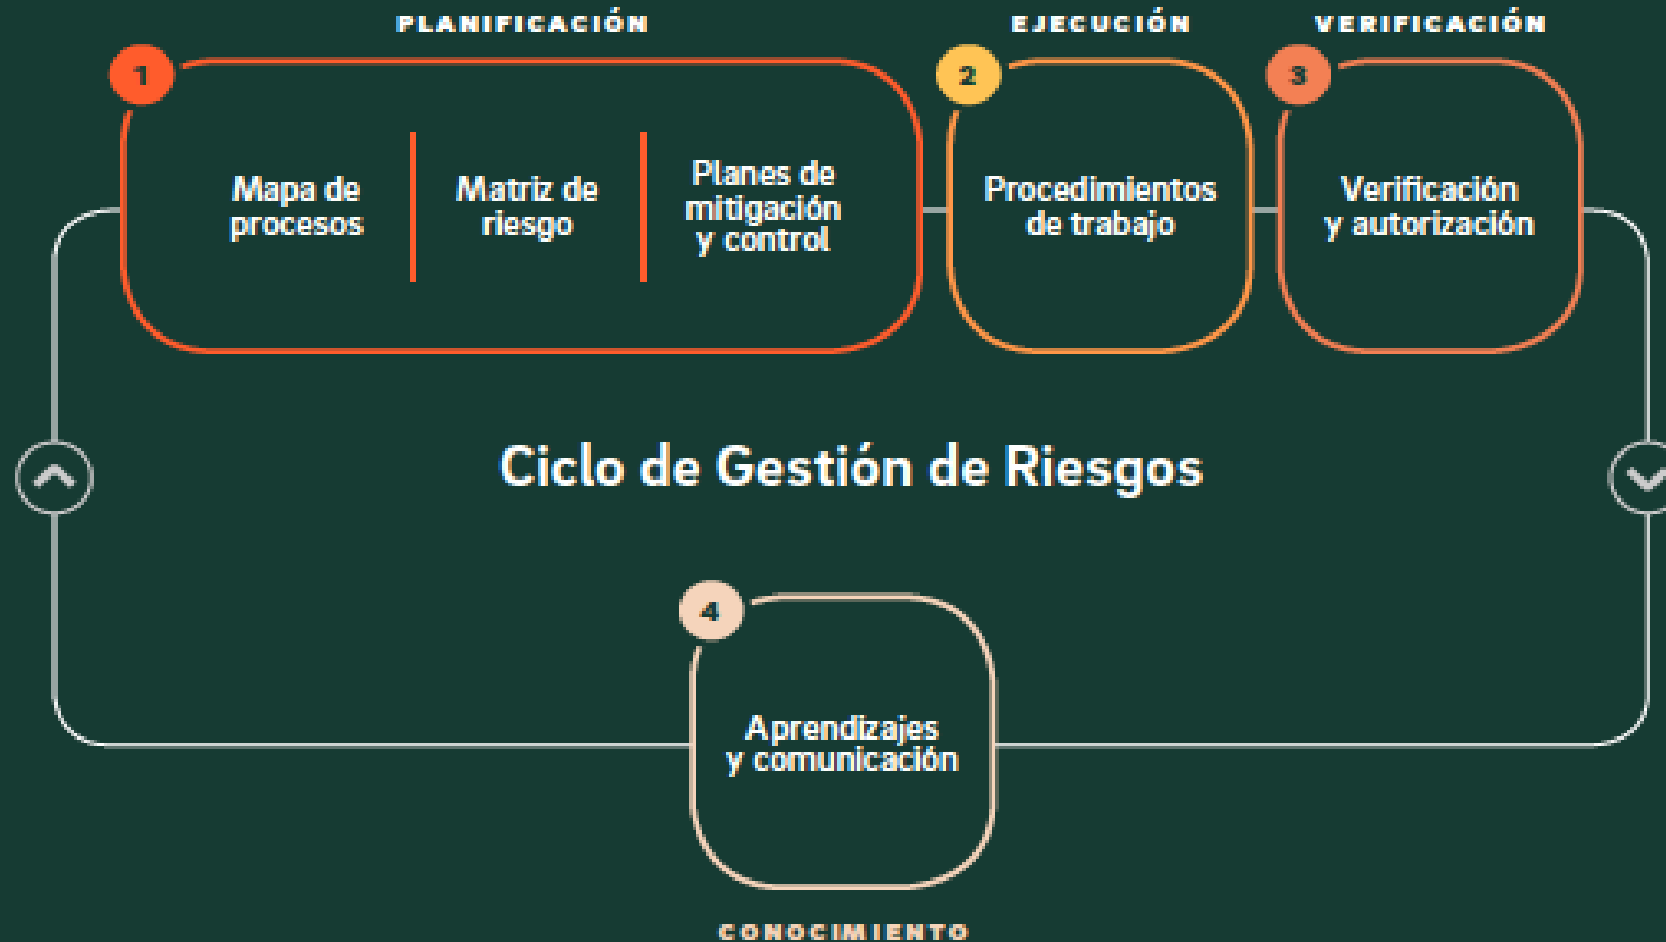 PLANIFICACIÓN
EJECUCIÓN
VERIFICACIÓN
1
2
3
Mapa de
procesos
Matriz de
riesgo
Planes de
mitigación
y control
Procedimientos
de trabajo
Verificación
y autorización
Ciclo de Gestión de Riesgos
4
Aprendizajes
y comunicación
CONOCIMIENTO